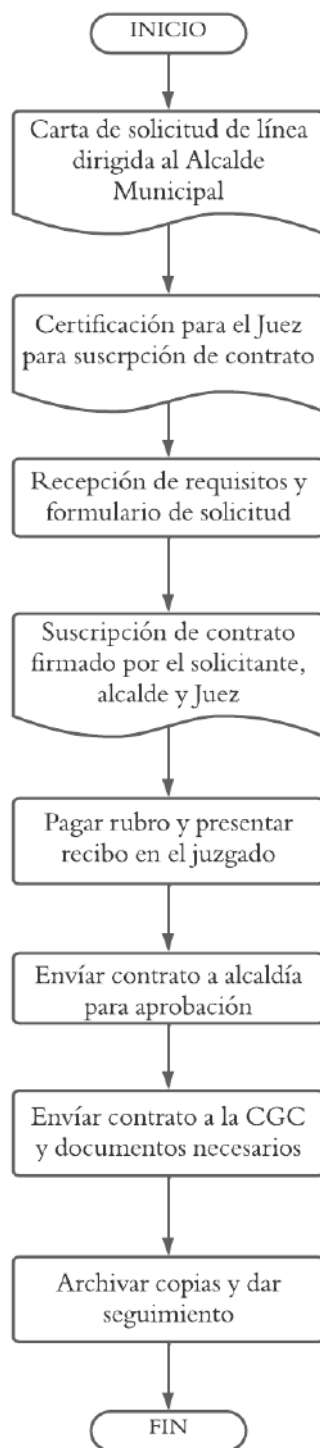 INICIO
Carta de solicitud de línea
dirigida al Alcalde
Municipal
Certificación para el Juez
para suscrpción de contrato
Recepción de requisitos y
formulario de solicitud
Suscripción de contrato
firmado por el solicitante,
alcalde y Juez
Pagar rubro y presentar
recibo en el juzgado
Envíar contrato a alcaldía
para aprobación
Envíar contrato a la CGC
y documentos necesarios
Archivar copias y dar
seguimiento
FIN